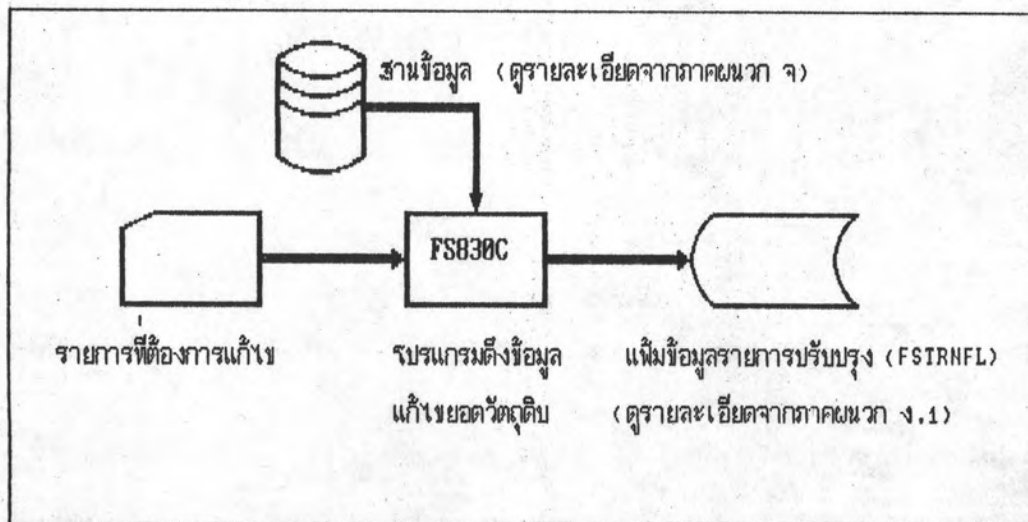 ฐานข้อมูล (ดูรายละเอียดจากภาคผนวก จ)
FS830C
รายการที่ต้องการแก้ไข
โปรแกรมดึงข้อมูล
แก้ไขยอดวัตถุดิบ
แฟ้มข้อมูลรายการปรับปรุง (FSTRNFL)
(ดูรายละเอียดจากภาคผนวก ง.1)